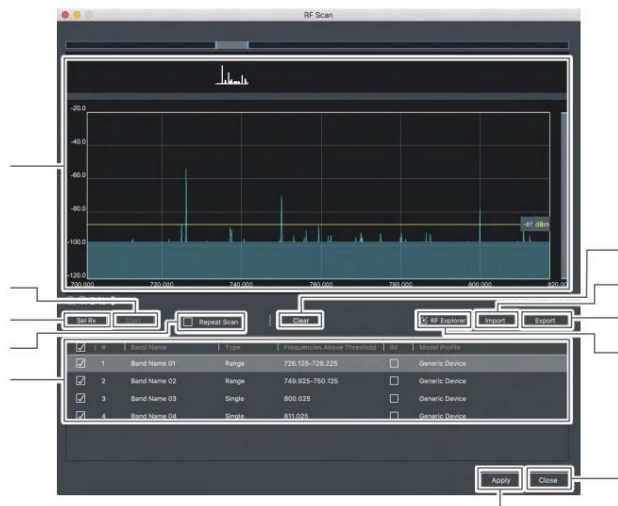 RF Scan
-20.0
-40.0
-60.0
-80.0
-87 dBm
-100.0
-120.0
700.000 720.000 740.000 760.000 780.000 800.000 820.00
Set Rx Repeat Scan Clear RF Explorer Import Export
# Band Name Type Frequencies Above Threshold IM Model Profile
1 Band Name 01 Range 726.125-726.225 Generic Device
2 Band Name 02 Range 749.925-750.125 Generic Device
3 Band Name 03 Single 800.025 Generic Device
4 Band Name 04 Single 811.025 Generic Device
Apply Close